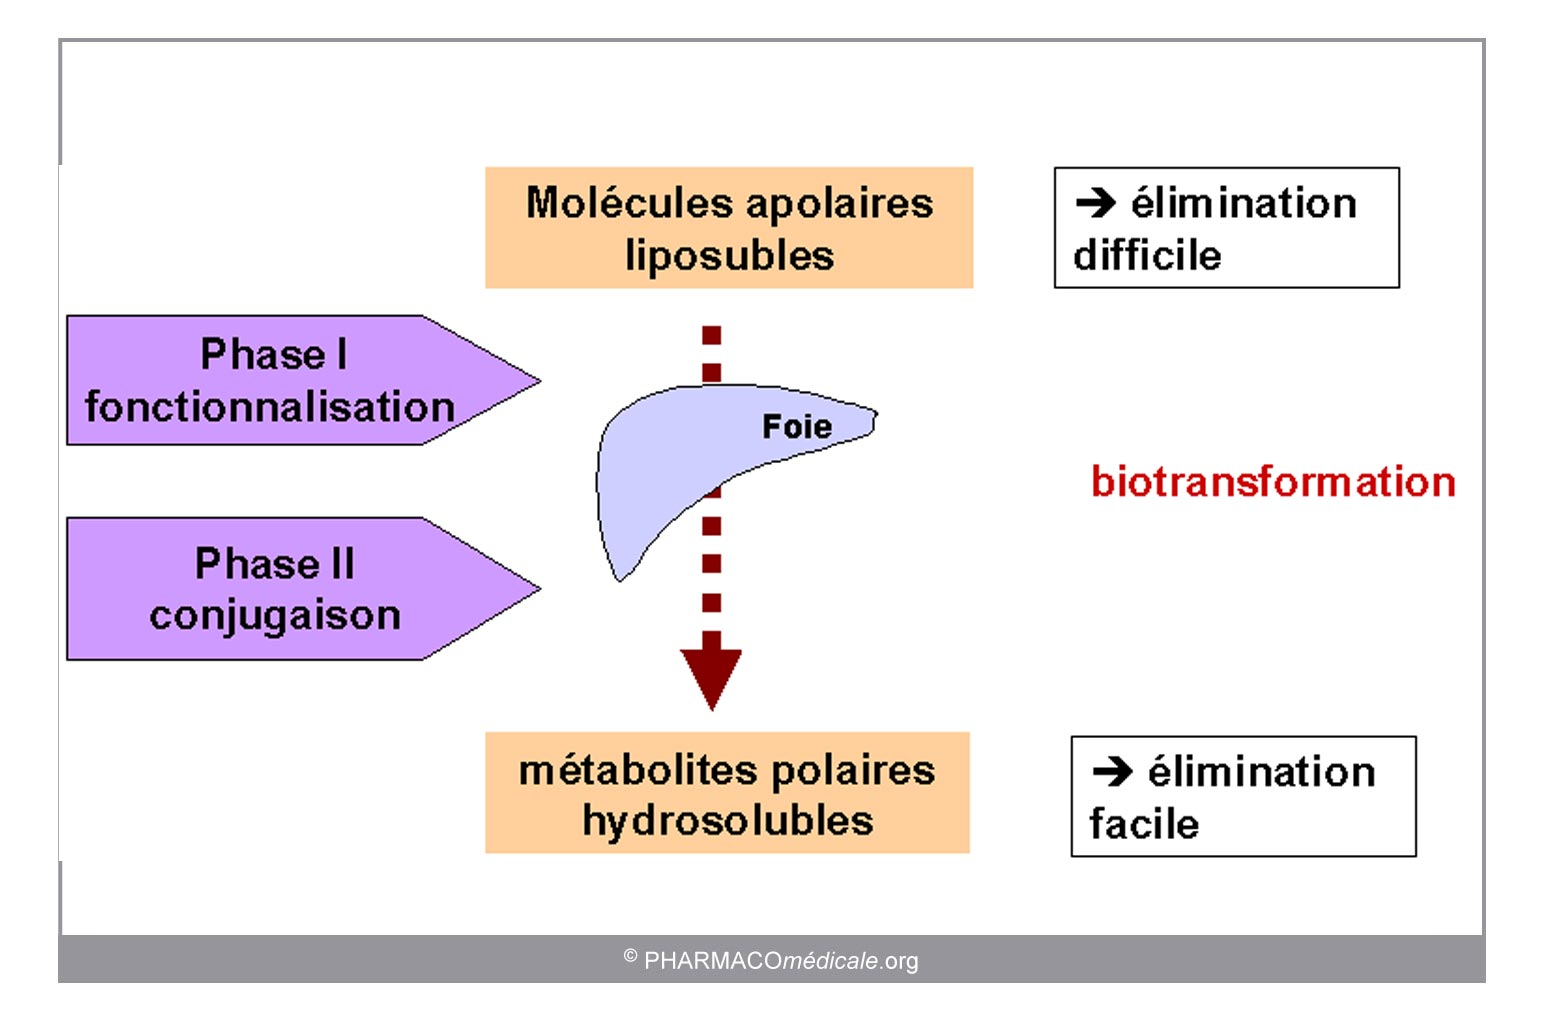 Molécules apolaires
liposubles
➔ élimination
difficile
Phase I
fonctionnalisation
Foie
biotransformation
Phase II
conjugaison
métabolites polaires
hydrosolubles
➔ élimination
facile
© PHARMACOmédicale.org